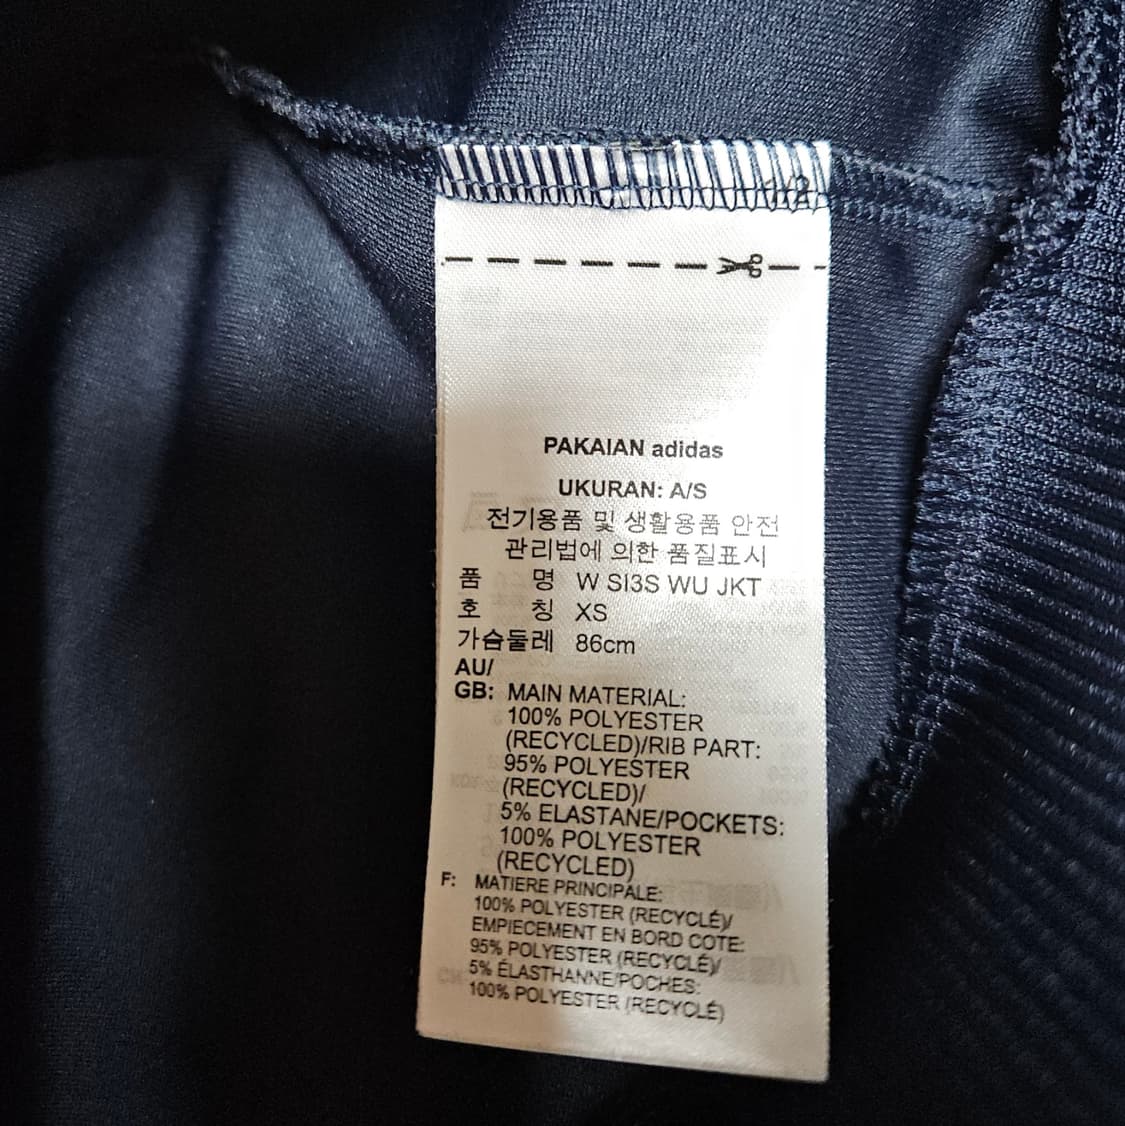 1/2
PAKAIAN adidas
UKURAN: A/S
전기용품 및 생활용품 안전
관리법에 의한 품질표시
품 명 W SI3S WU JKT
호 칭 XS
가슴둘레 86cm
AU/
GB: MAIN MATERIAL:
100% POLYESTER
(RECYCLED)/RIB PART:
95% POLYESTER
(RECYCLED)/
5% ELASTANE/POCKETS:
100% POLYESTER
(RECYCLED)
F: MATIERE PRINCIPALE:
100% POLYESTER (RECYCLÉ)/
EMPIECEMENT EN BORD COTE:
95% POLYESTER (RECYCLÉ)/
5% ÉLASTHANNE/POCHES:
100% POLYESTER (RECYCLÉ)